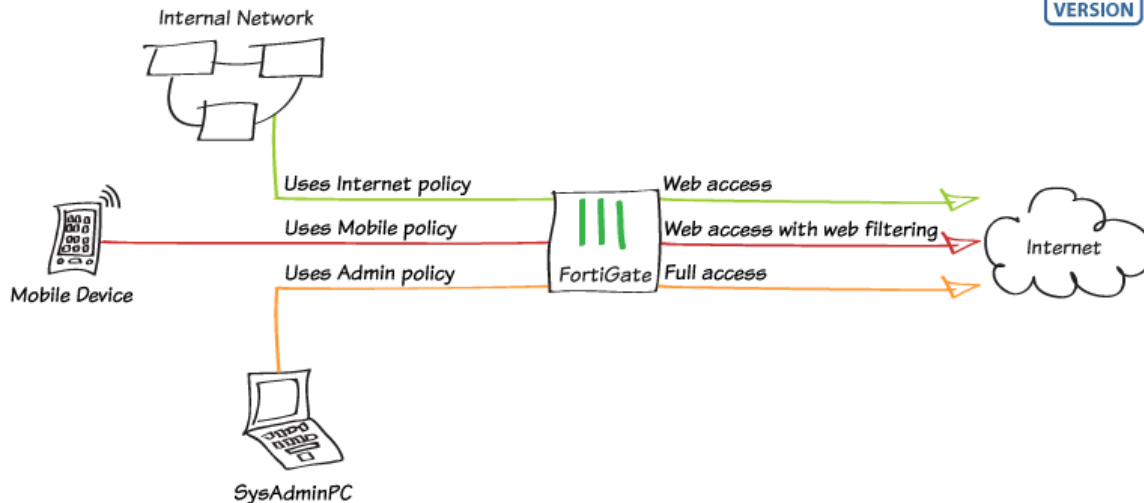 VERSION
Internal Network
Uses Internet policy
Web access
Uses Mobile policy
Web access with web filtering
Internet
Uses Admin policy
FortiGate
Full access
Mobile Device
SysAdminPC